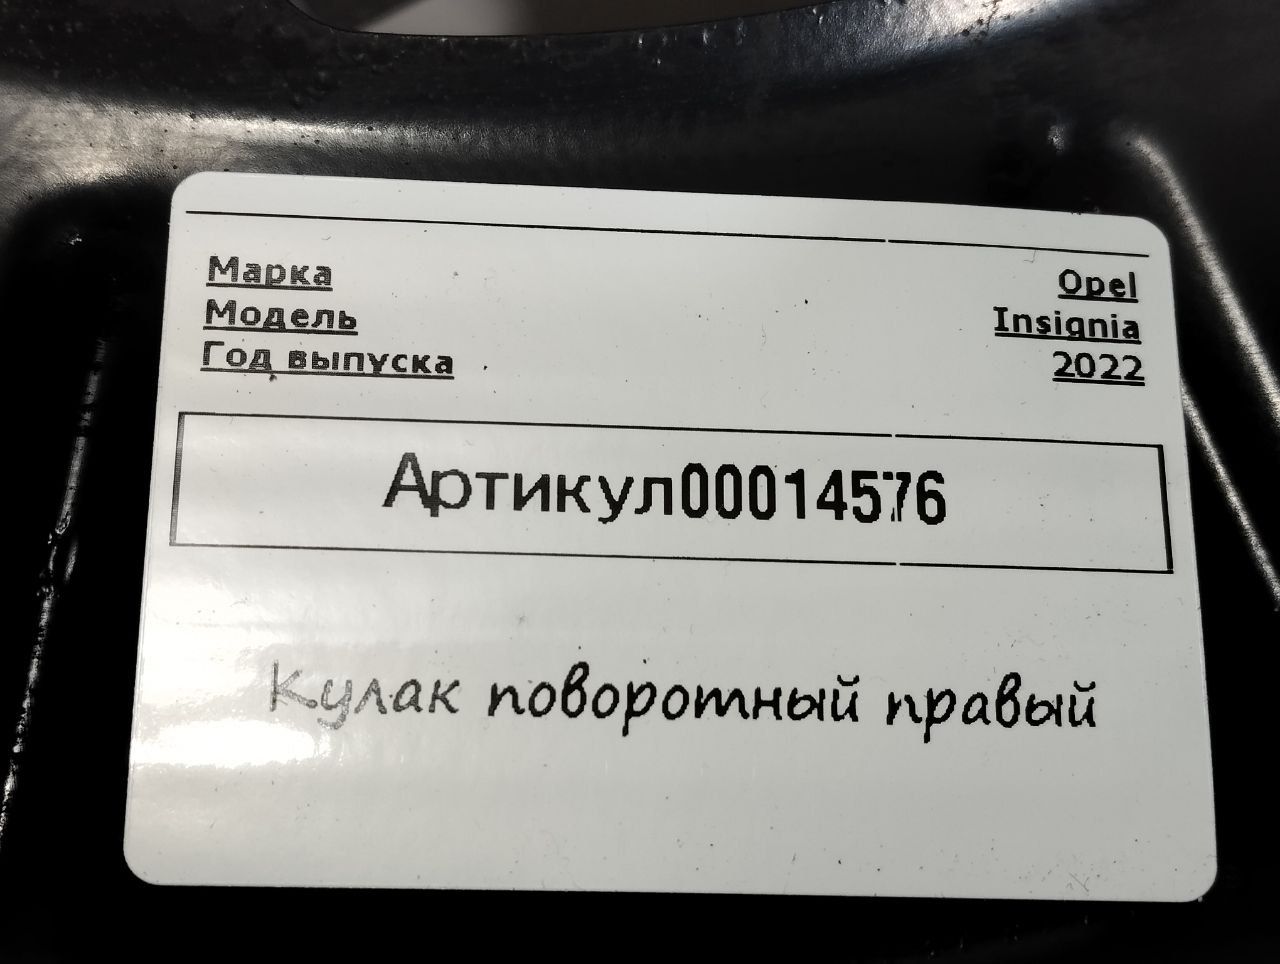 Марка Opel
Модель Insignia
Год выпуска 2022
Артикул00014576
Кулак поворотный правый